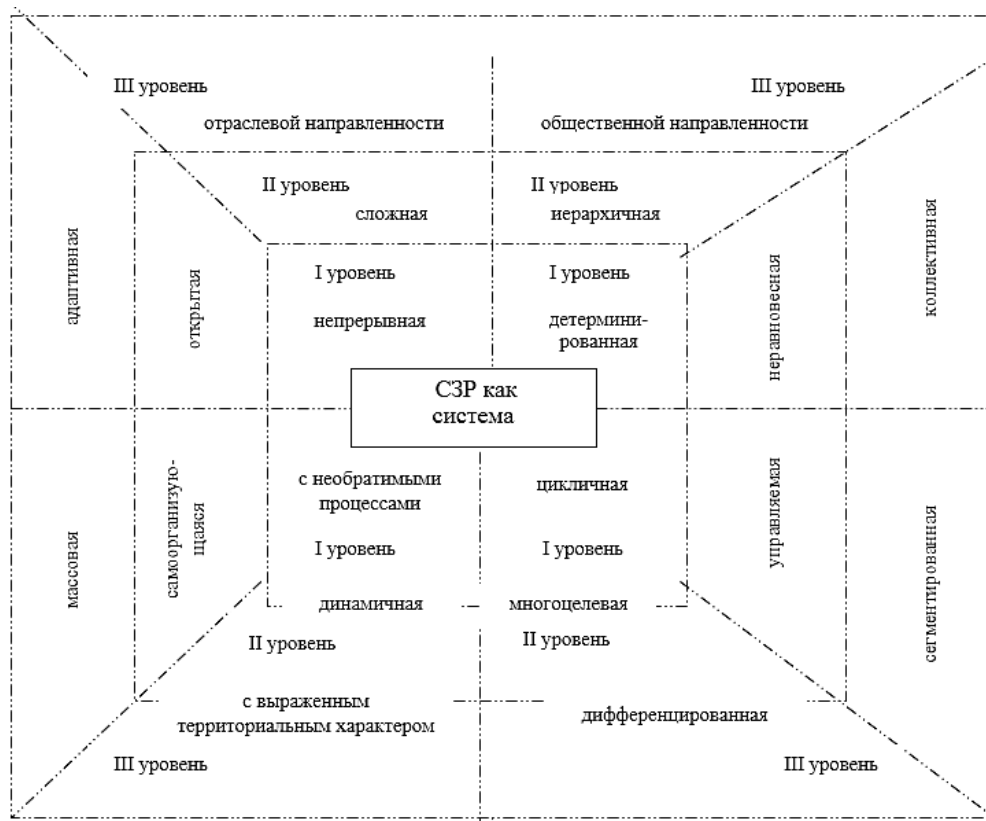 III уровень
III уровень
отраслевой направленности
общественной направленности
II уровень
II уровень
сложная
иерархичная
адаптивная
открытая
I уровень
I уровень
непрерывная
детермини-
рованная
неравновесная
коллективная
СЗР как
система
массовая
самоорганизую-
щаяся
с необратимыми
процессами
цикличная
I уровень
I уровень
управляемая
сегментированная
динамичная
многоцелевая
II уровень
II уровень
с выраженным
территориальным характером
дифференцированная
III уровень
III уровень